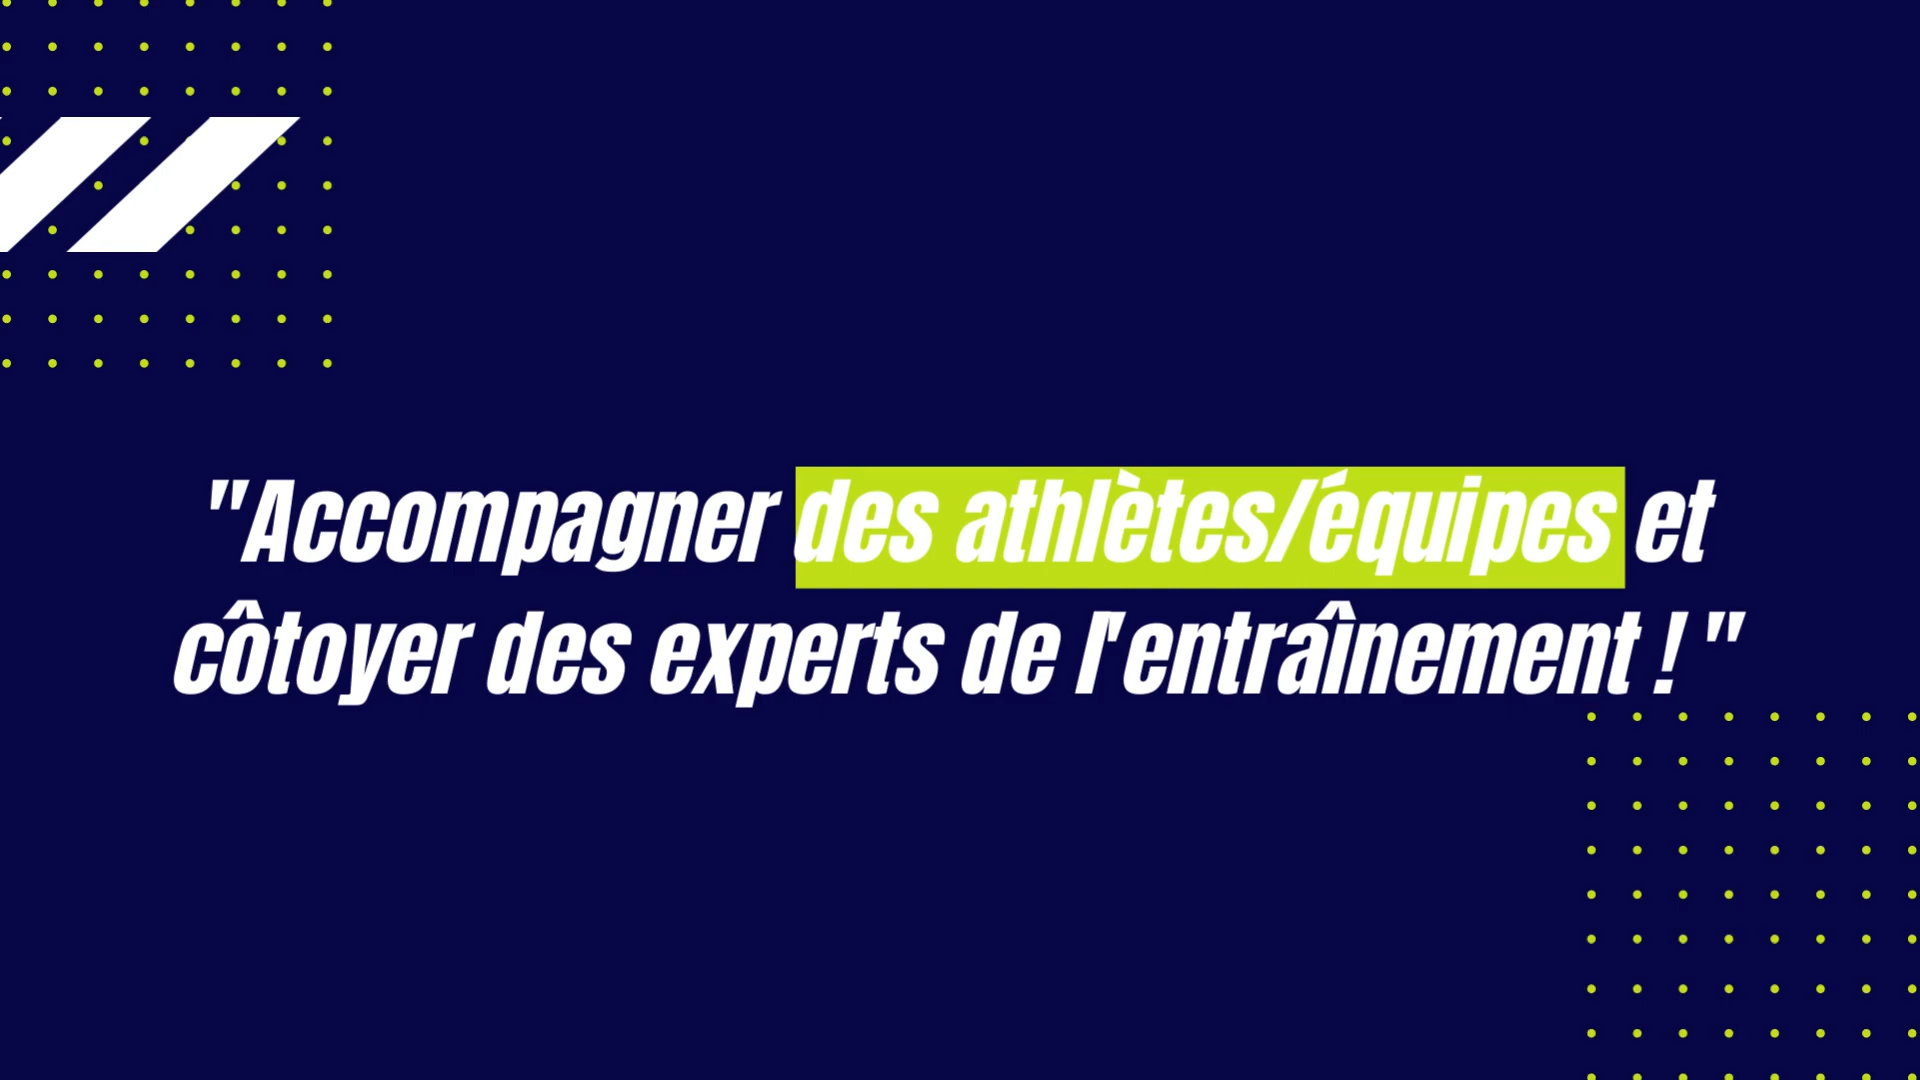 "Accompagner des athlètes/équipes et
côtoyer des experts de l'entraînement ! "